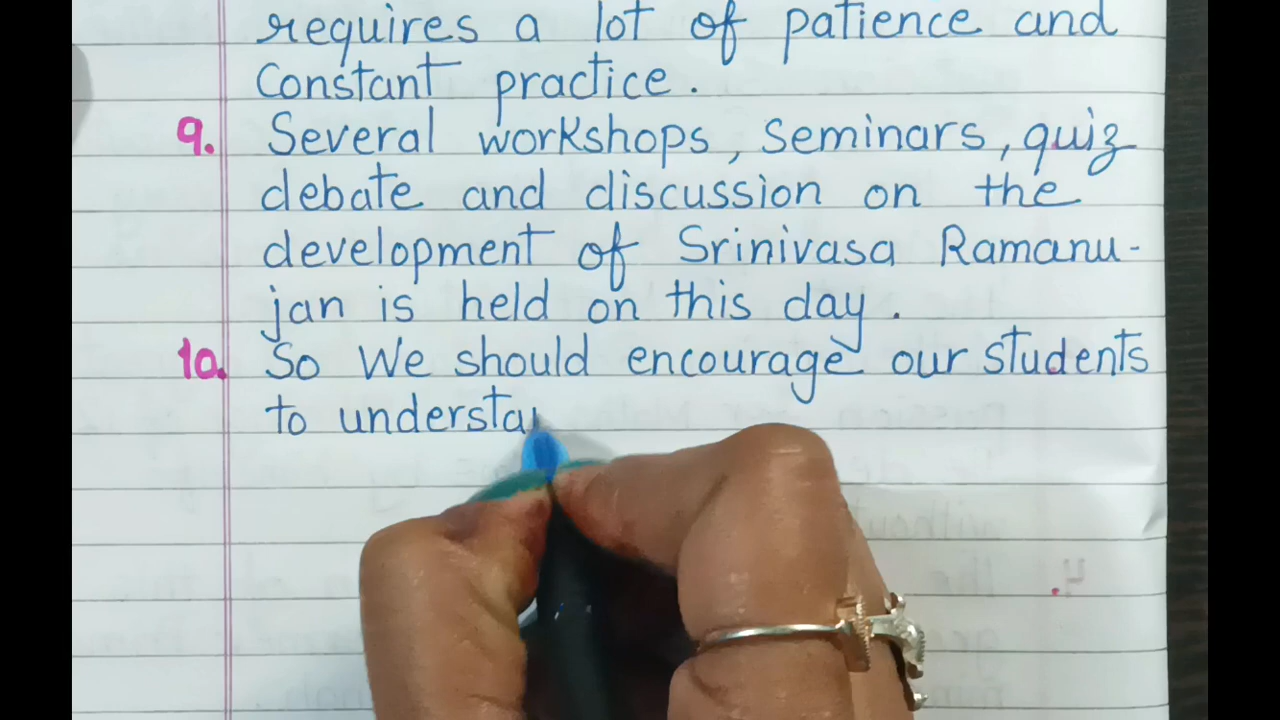 requires a lot of patience and
Constant practice.
9. Several workshops, seminars, quiz
debate and discussion on the
development of Srinivasa Ramanu-
jan is held on this day.
10. So We should encourage our students
to understa